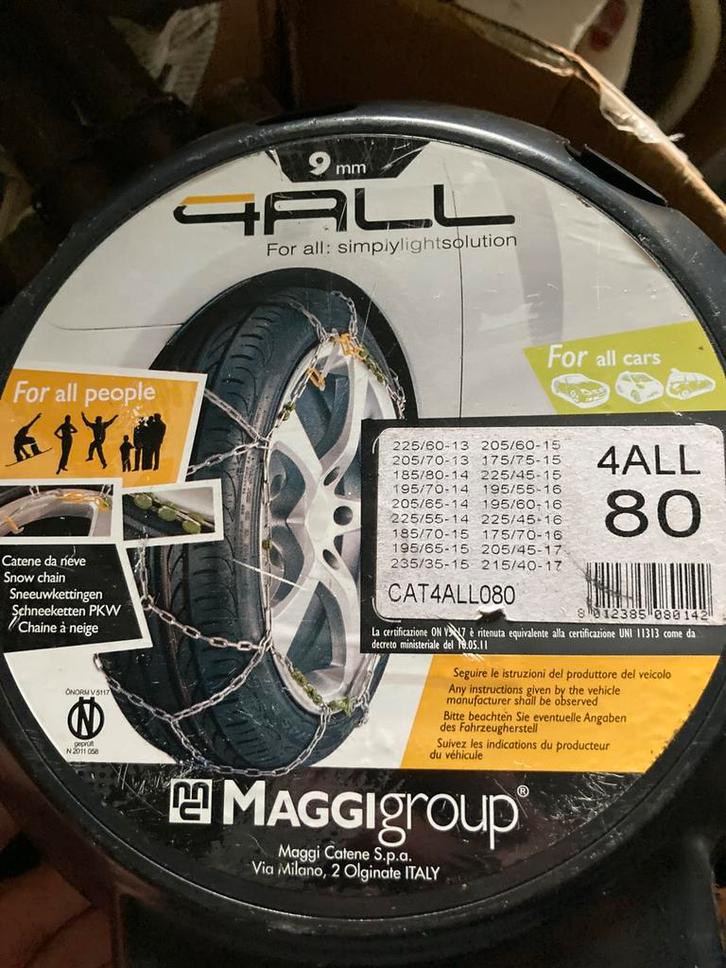 9 mm
4ALL
For all: simplylightsolution
For all cars
For all people
225/60-13 205/60-15
205/70-13 175/75-15
185/80-14 225/45-15
195/70-14 195/55-16
205/65-14 195/60-16
225/55-14 225/45-16
185/70-15 175/70-16
195/65-15 205/45-17
235/35-15 215/40-17
CAT4ALL080
4ALL
80
8 012385 080142
Catene da neve
Snow chain
Sneeuwkettingen
Schneeketten PKW
Chaine à neige
La certificazione ON V5117 è ritenuta equivalente alla certificazione UNI 11313 come da
decreto ministeriale del 10.05.11
Seguire le istruzioni del produttore del veicolo
Any instructions given by the vehicle
manufacturer shall be observed
Bitte beachten Sie eventuelle Angaben
des Fahrzeugherstell
Suivez les indications du producteur
du véhicule
ÖNORM V 5117
N
geprüft
N 2011 058
MAGGIgroup®
Maggi Catene S.p.a.
Via Milano, 2 Olginate ITALY